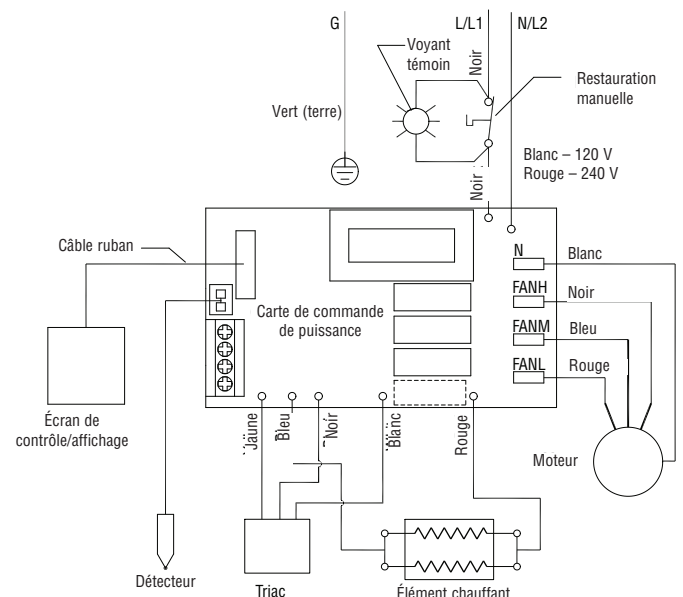 G
L/L1
N/L2
Voyant
témoin
Noir
Restauration
manuelle
Vert (terre)
Blanc – 120 V
Rouge – 240 V
Noir
Câble ruban
N
Blanc
FANH
Noir
Carte de commande
de puissance
FANM
Bleu
FANL
Rouge
Écran de
contrôle/affichage
Jaune
Bleu
Noir
Blanc
Rouge
Moteur
Détecteur
Triac
Élément chauffant